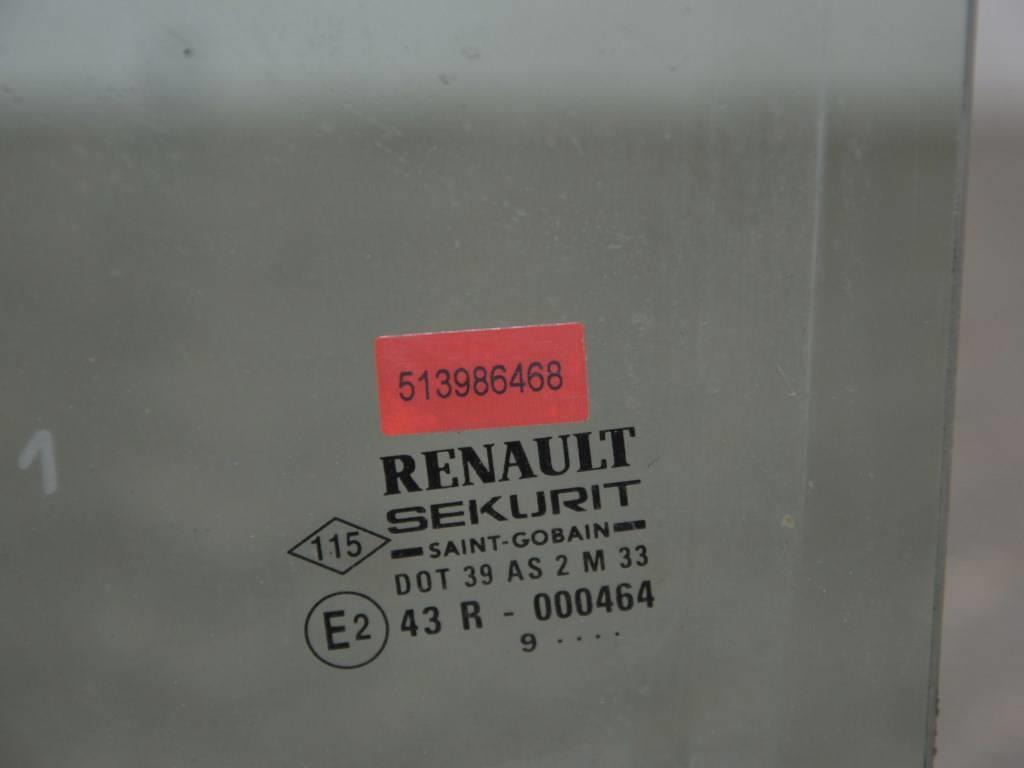 513986468
RENAULT
SEKURIT
SAINT-GOBAIN
115
DOT 39 AS 2 M 33
E2 43 R - 000464
9 ....
1